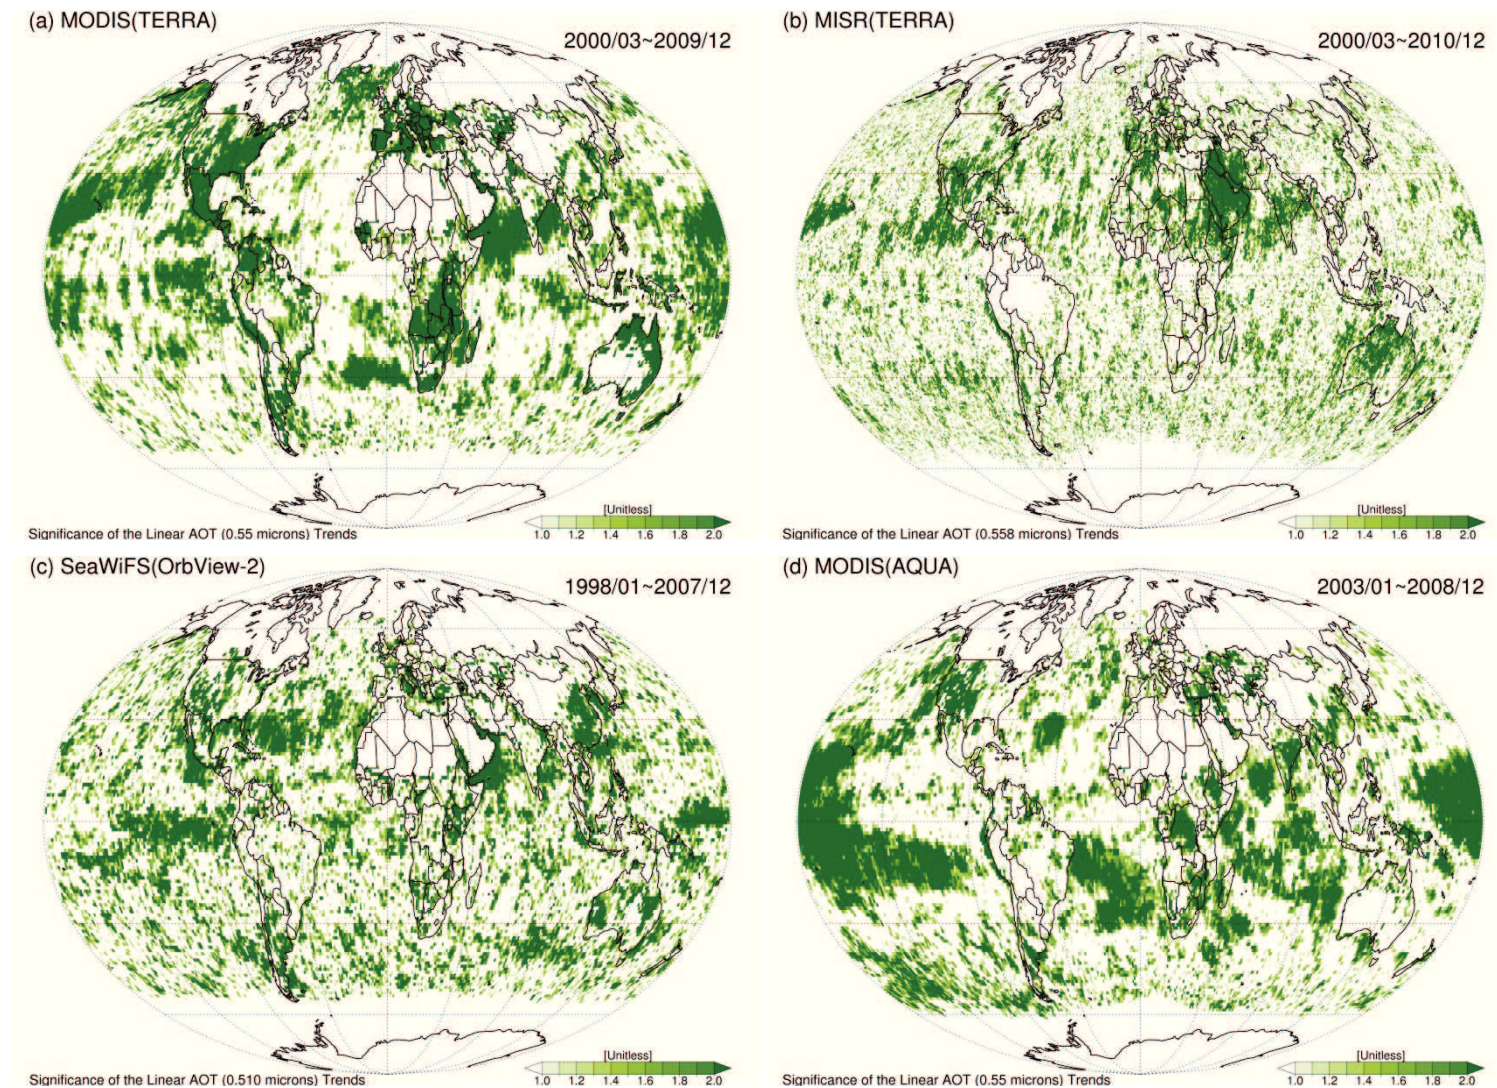 (a) MODIS(TERRA)
2000/03~2009/12
[Unitless]
Significance of the Linear AOT (0.55 microns) Trends
1.0 1.2 1.4 1.6 1.8 2.0
(b) MISR(TERRA)
2000/03~2010/12
[Unitless]
Significance of the Linear AOT (0.558 microns) Trends
1.0 1.2 1.4 1.6 1.8 2.0
(c) SeaWiFS(OrbView-2)
1998/01~2007/12
[Unitless]
Significance of the Linear AOT (0.510 microns) Trends
1.0 1.2 1.4 1.6 1.8 2.0
(d) MODIS(AQUA)
2003/01~2008/12
[Unitless]
Significance of the Linear AOT (0.55 microns) Trends
1.0 1.2 1.4 1.6 1.8 2.0